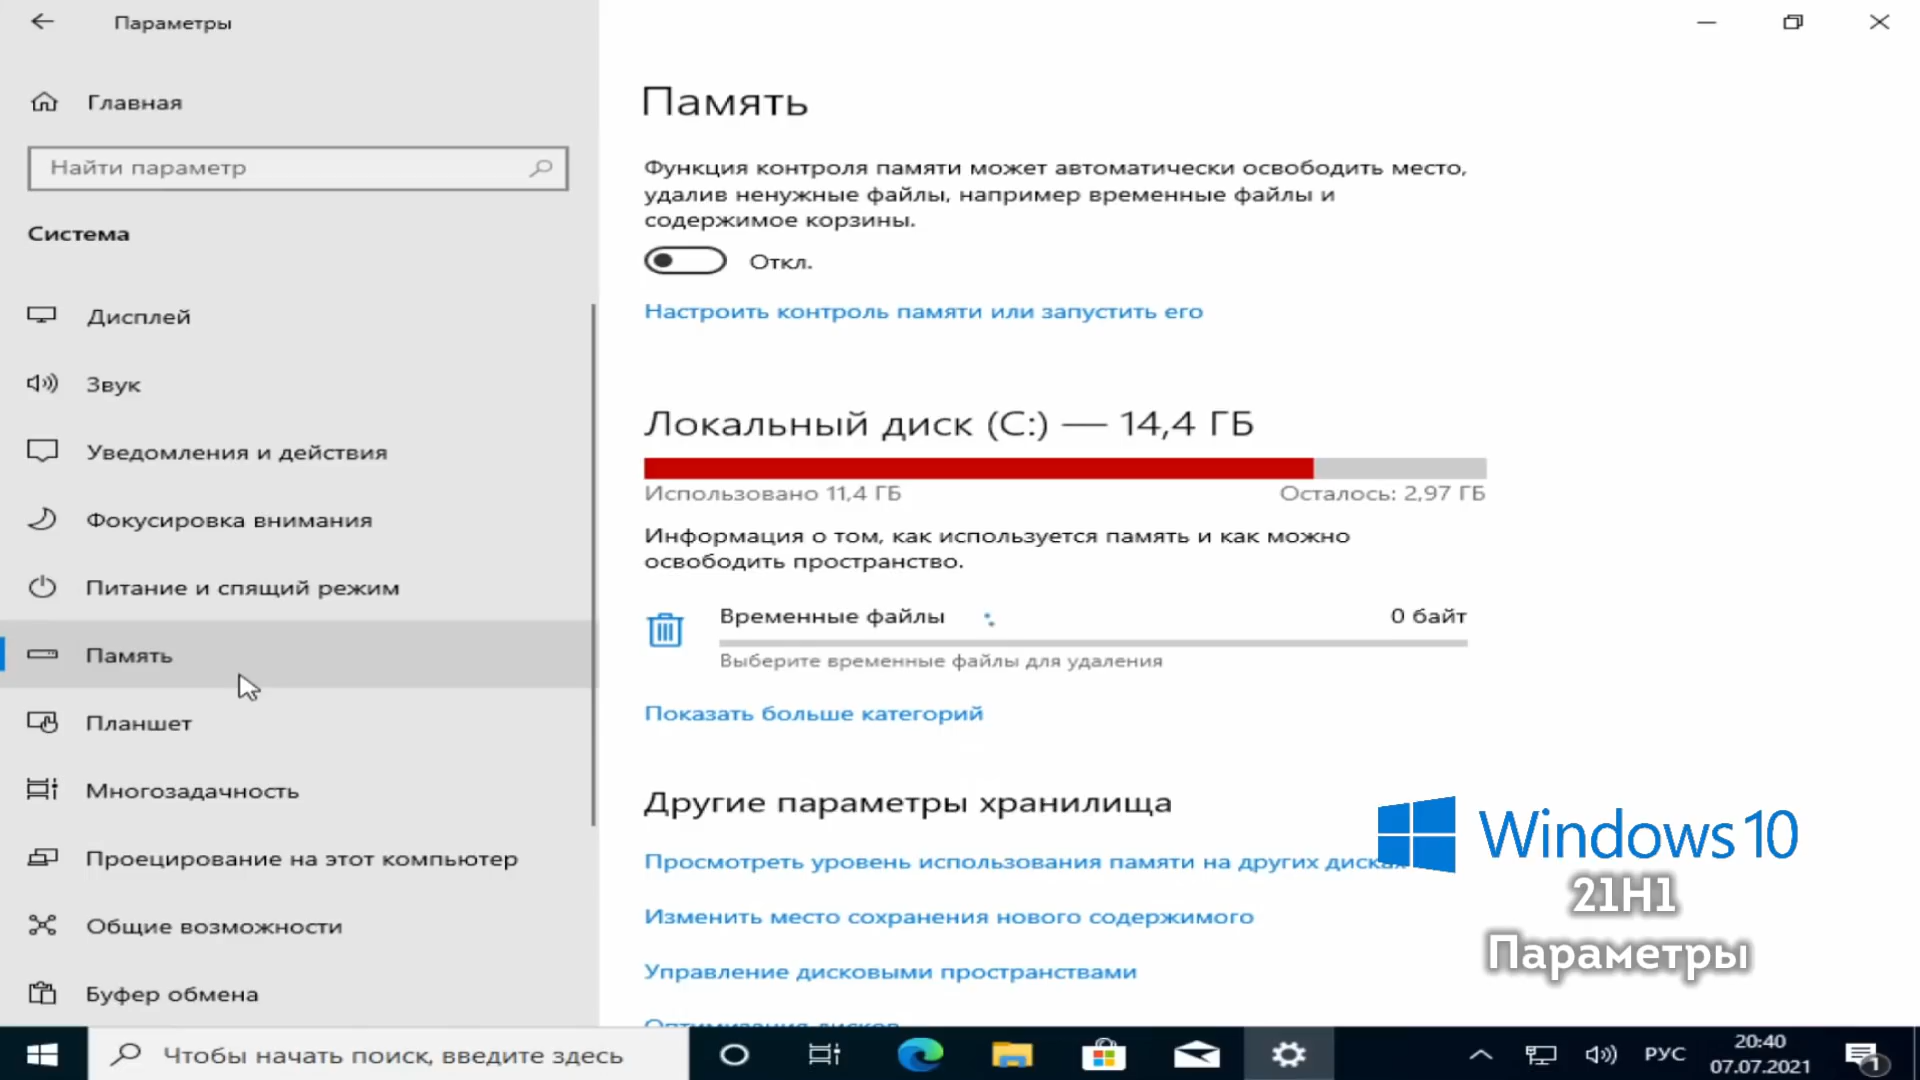 Параметры
Главная
Найти параметр
Система
Дисплей
Звук
Уведомления и действия
Фокусировка внимания
Питание и спящий режим
Память
Планшет
Многозадачность
Проецирование на этот компьютер
Общие возможности
Буфер обмена
Память
Функция контроля памяти может автоматически освободить место,
удалив ненужные файлы, например временные файлы и
содержимое корзины.
Откл.
Настроить контроль памяти или запустить его
Локальный диск (C:) — 14,4 ГБ
Использовано 11,4 ГБ
Осталось: 2,97 ГБ
Информация о том, как используется память и как можно
освободить пространство.
Временные файлы
0 байт
Выберите временные файлы для удаления
Показать больше категорий
Другие параметры хранилища
Просмотреть уровень использования памяти на других дисках
Изменить место сохранения нового содержимого
Управление дисковыми пространствами
Оптимизация дисков
Windows 10
21H1
Параметры
Чтобы начать поиск, введите здесь
РУС
20:40
07.07.2021
1